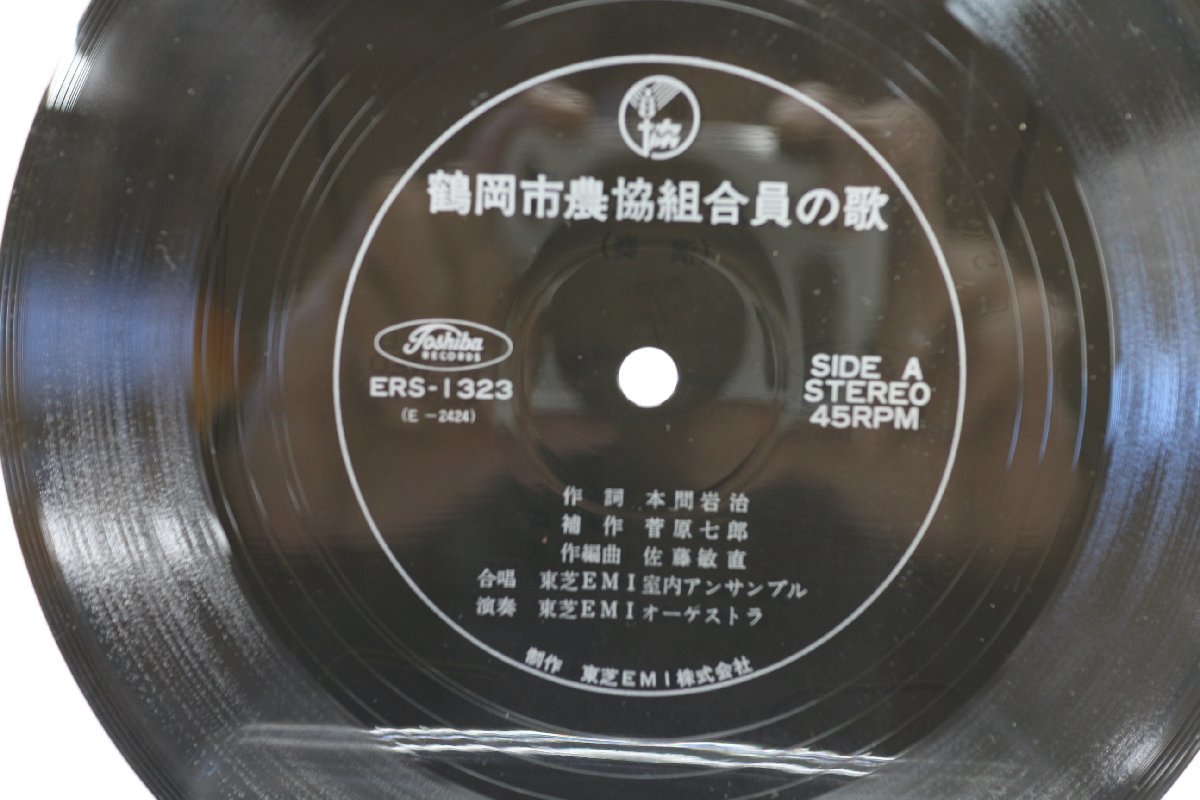 鶴岡市農協組合員の歌
Toshiba
RECORDS
ERS-1323
(E-2424)
SIDE A
STEREO
45RPM
作詞 本間岩治
補作 菅原七郎
作編曲 佐藤敏直
合唱 東芝EMI室内アンサンブル
演奏 東芝EMIオーケストラ
制作 東芝EMI株式会社